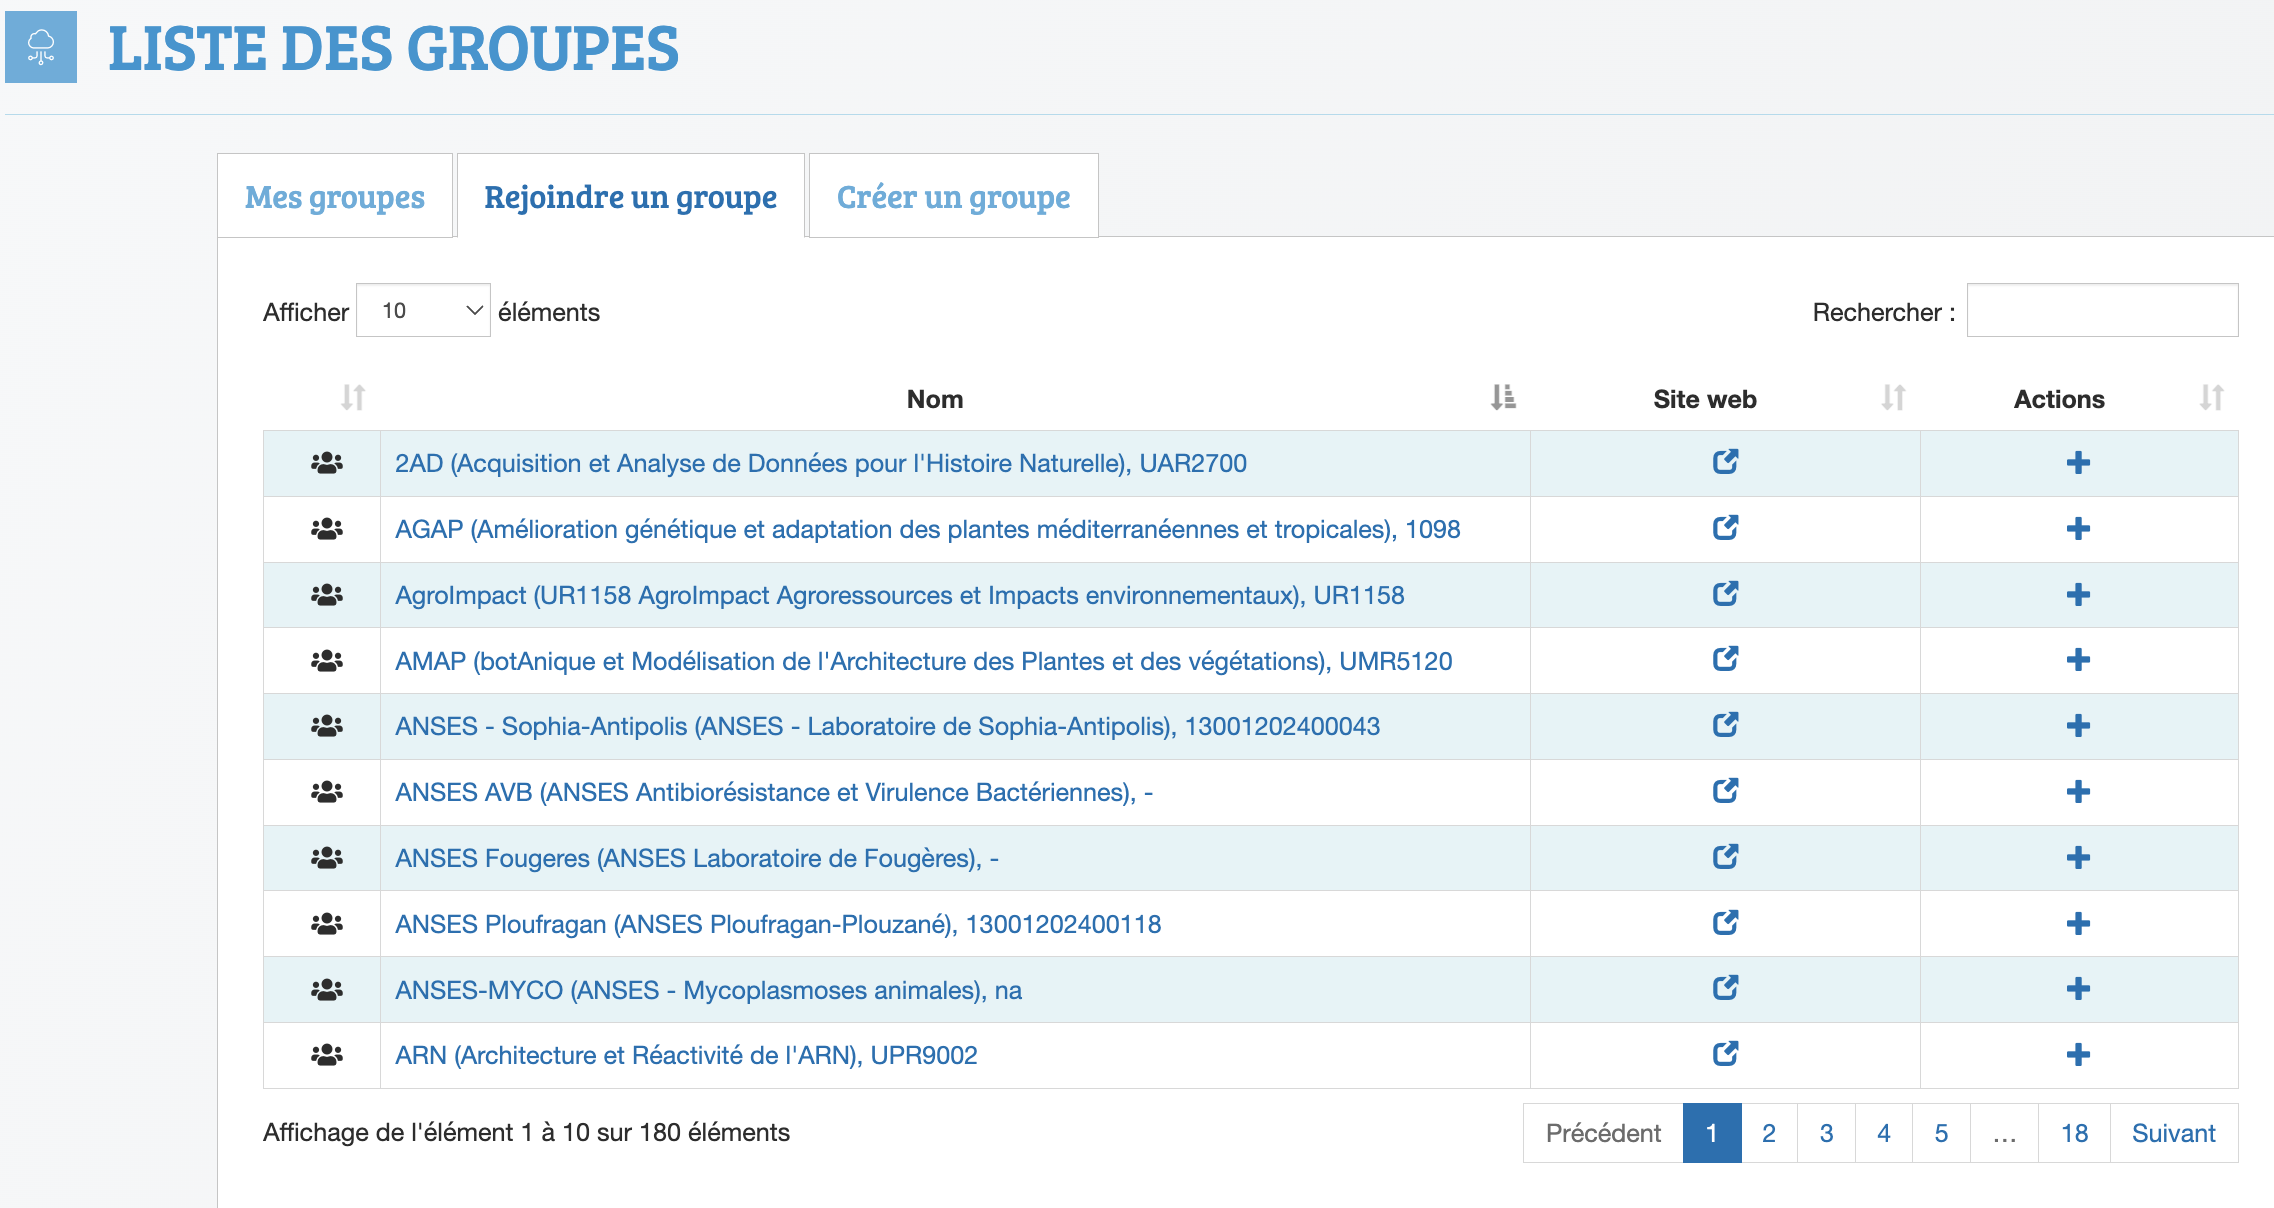 LISTE DES GROUPES
Mes groupes Rejoindre un groupe Créer un groupe
Afficher 10 éléments Rechercher :
Nom Site web Actions
2AD (Acquisition et Analyse de Données pour l'Histoire Naturelle), UAR2700
AGAP (Amélioration génétique et adaptation des plantes méditerranéennes et tropicales), 1098
AgroImpact (UR1158 AgroImpact Agroressources et Impacts environnementaux), UR1158
AMAP (botAnique et Modélisation de l'Architecture des Plantes et des végétations), UMR5120
ANSES - Sophia-Antipolis (ANSES - Laboratoire de Sophia-Antipolis), 13001202400043
ANSES AVB (ANSES Antibiorésistance et Virulence Bactériennes), -
ANSES Fougeres (ANSES Laboratoire de Fougères), -
ANSES Ploufragan (ANSES Ploufragan-Plouzané), 13001202400118
ANSES-MYCO (ANSES - Mycoplasmoses animales), na
ARN (Architecture et Réactivité de l'ARN), UPR9002
Affichage de l'élément 1 à 10 sur 180 éléments Précédent 1 2 3 4 5 … 18 Suivant